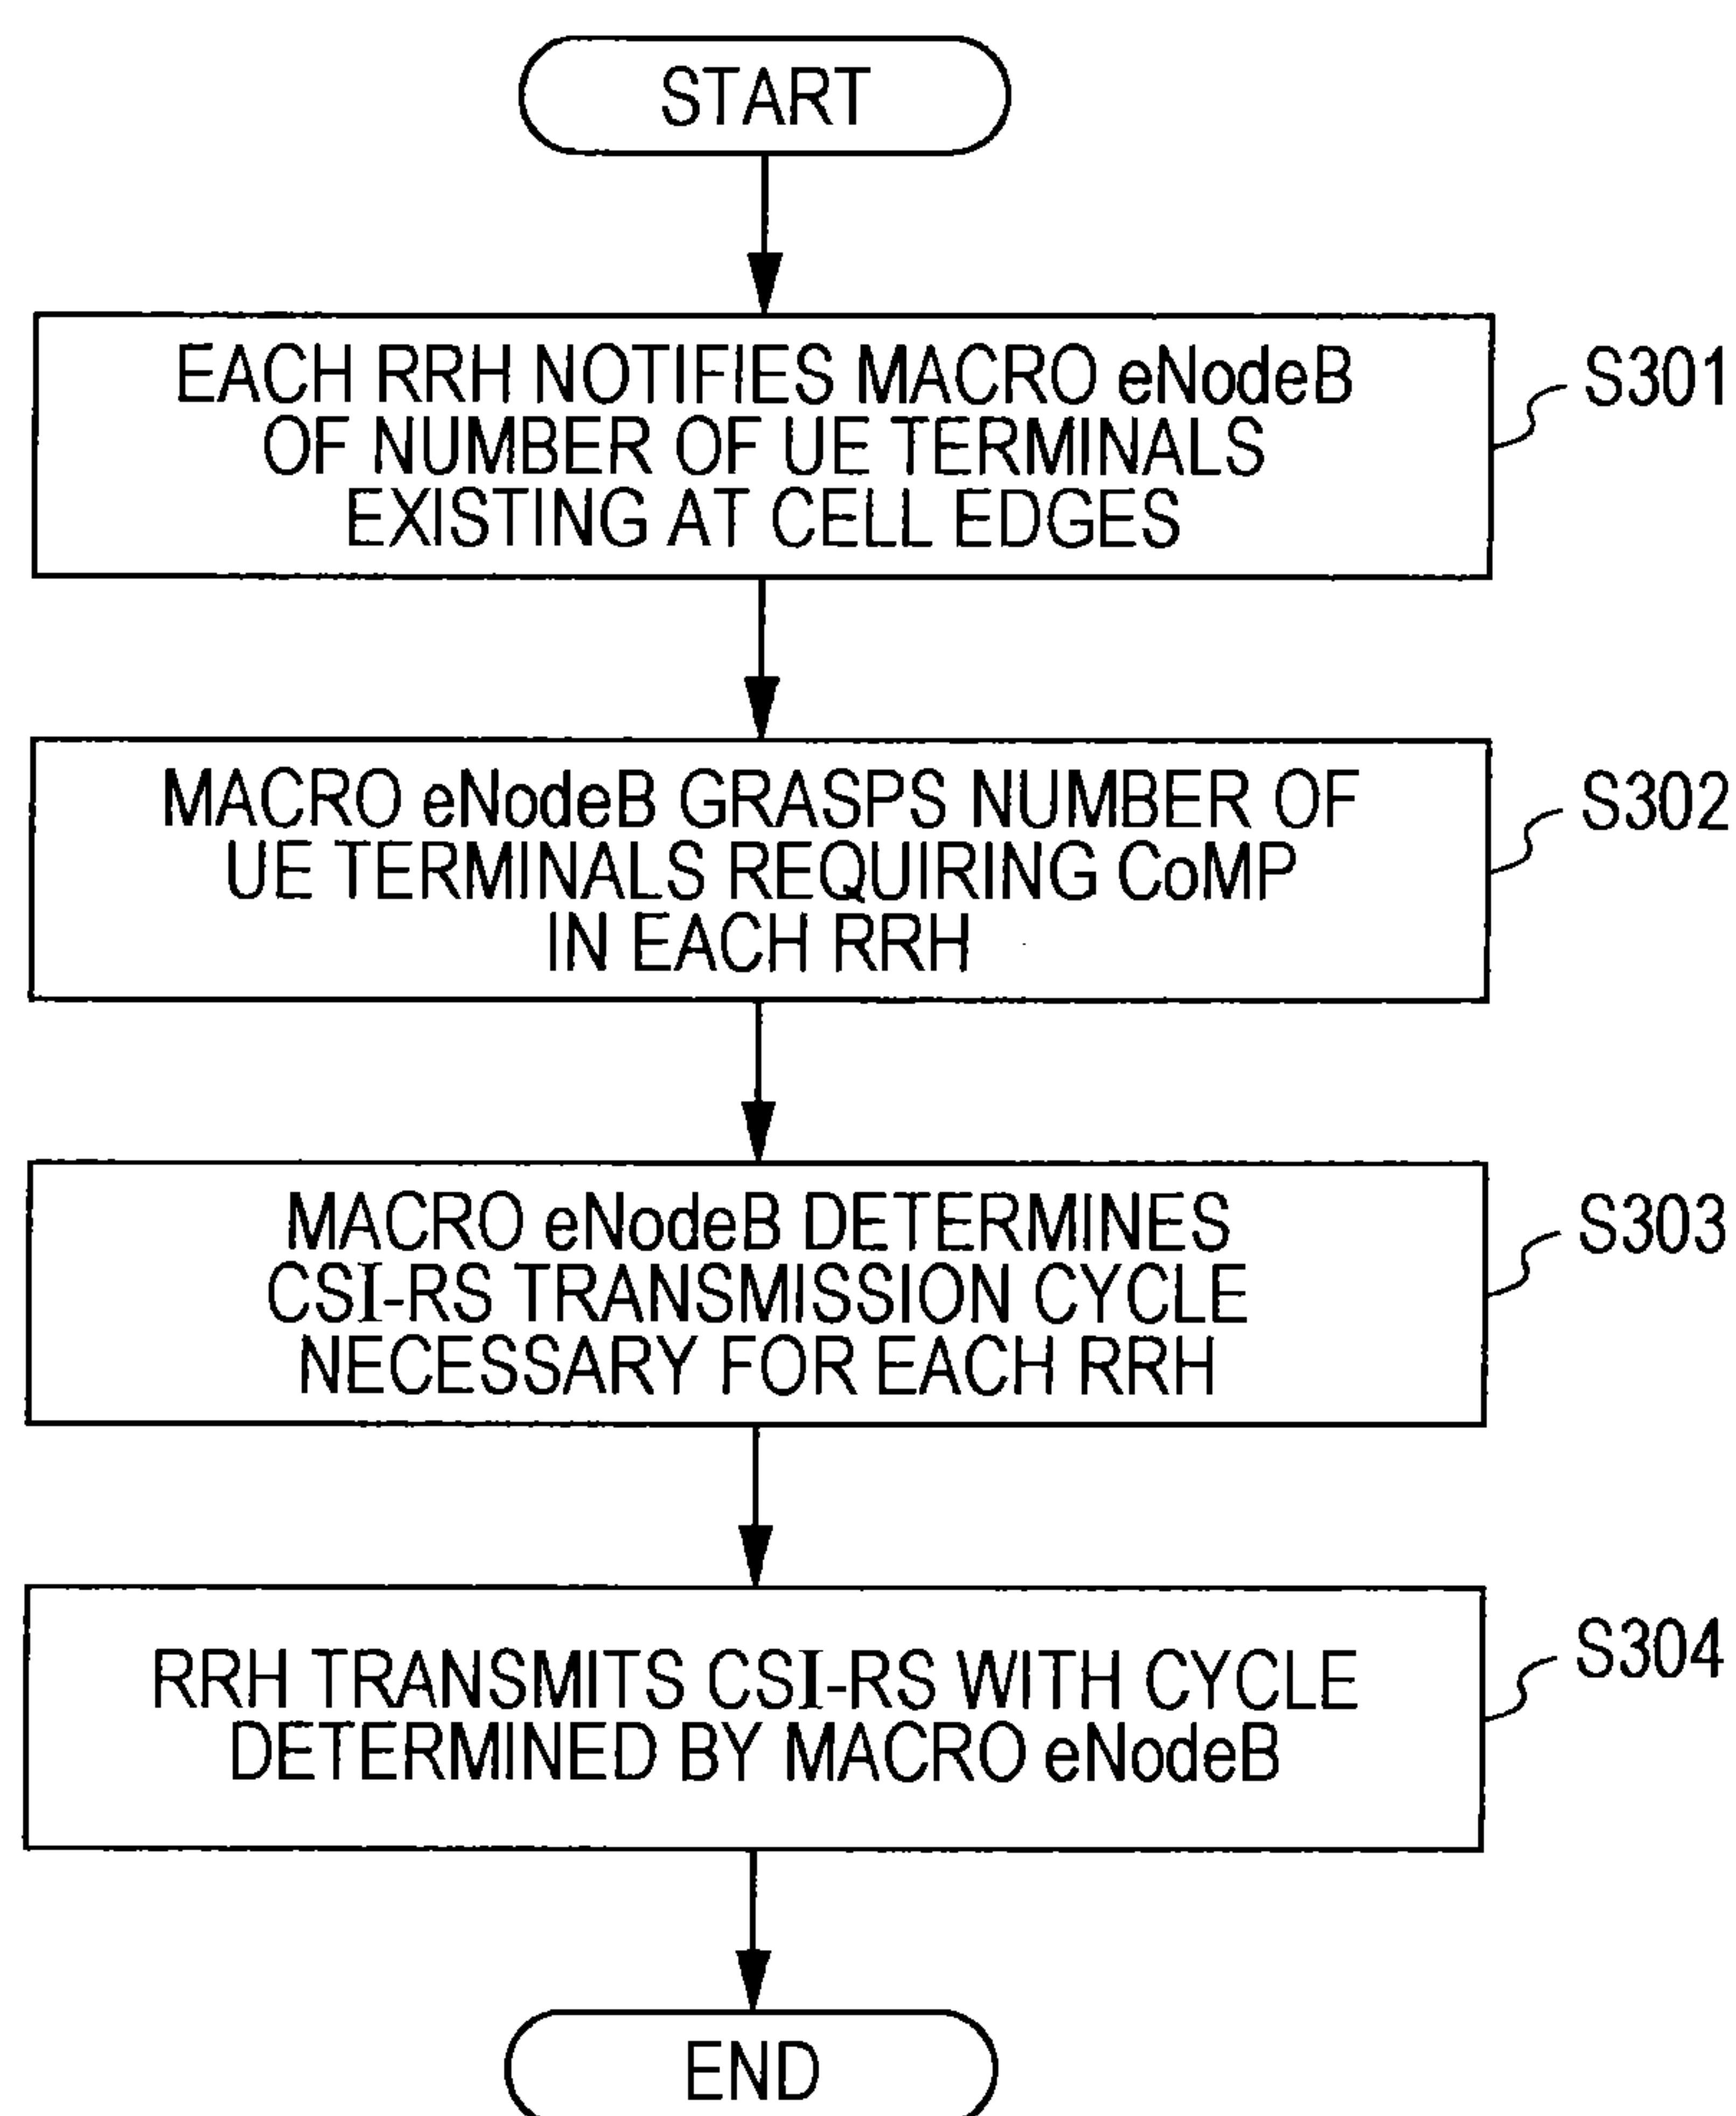 START
EACH RRH NOTIFIES MACRO eNodeB
OF NUMBER OF UE TERMINALS
EXISTING AT CELL EDGES
S301
MACRO eNodeB GRASPS NUMBER OF
UE TERMINALS REQUIRING CoMP
IN EACH RRH
S302
MACRO eNodeB DETERMINES
CSI-RS TRANSMISSION CYCLE
NECESSARY FOR EACH RRH
S303
RRH TRANSMITS CSI-RS WITH CYCLE
DETERMINED BY MACRO eNodeB
S304
END